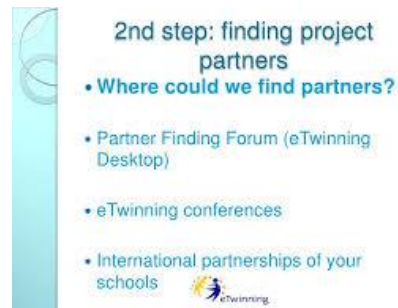 2nd step: finding project
partners
• Where could we find partners?
• Partner Finding Forum (eTwinning
Desktop)
• eTwinning conferences
• International partnerships of your
schools
eTwinning